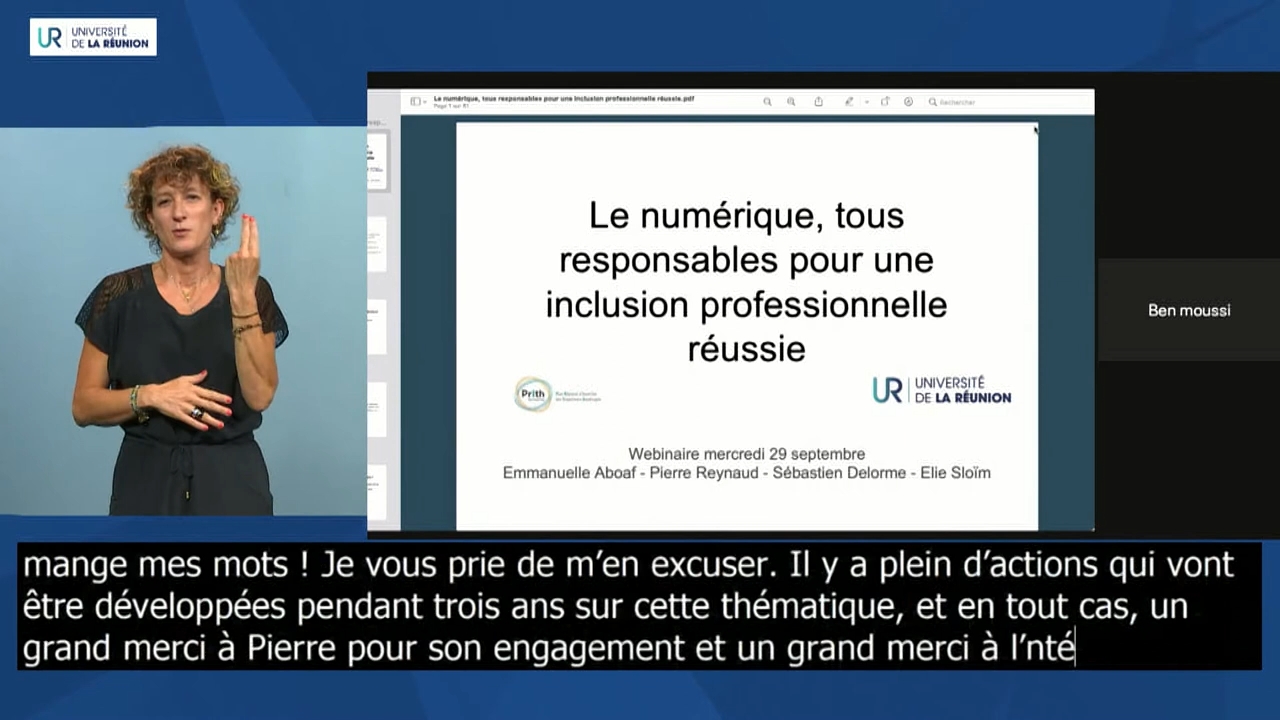 UR UNIVERSITÉ
DE LA RÉUNION
Le numérique, tous responsables pour une inclusion professionnelle réussie.pdf
Page 1 sur 81
Rechercher
Le numérique, tous
responsables pour une
inclusion professionnelle
réussie
Prith
UR UNIVERSITÉ
DE LA RÉUNION
Webinaire mercredi 29 septembre
Emmanuelle Aboaf - Pierre Reynaud - Sébastien Delorme - Elie Sloïm
Ben moussi
mange mes mots ! Je vous prie de m’en excuser. Il y a plein d’actions qui vont
être développées pendant trois ans sur cette thématique, et en tout cas, un
grand merci à Pierre pour son engagement et un grand merci à l’nté